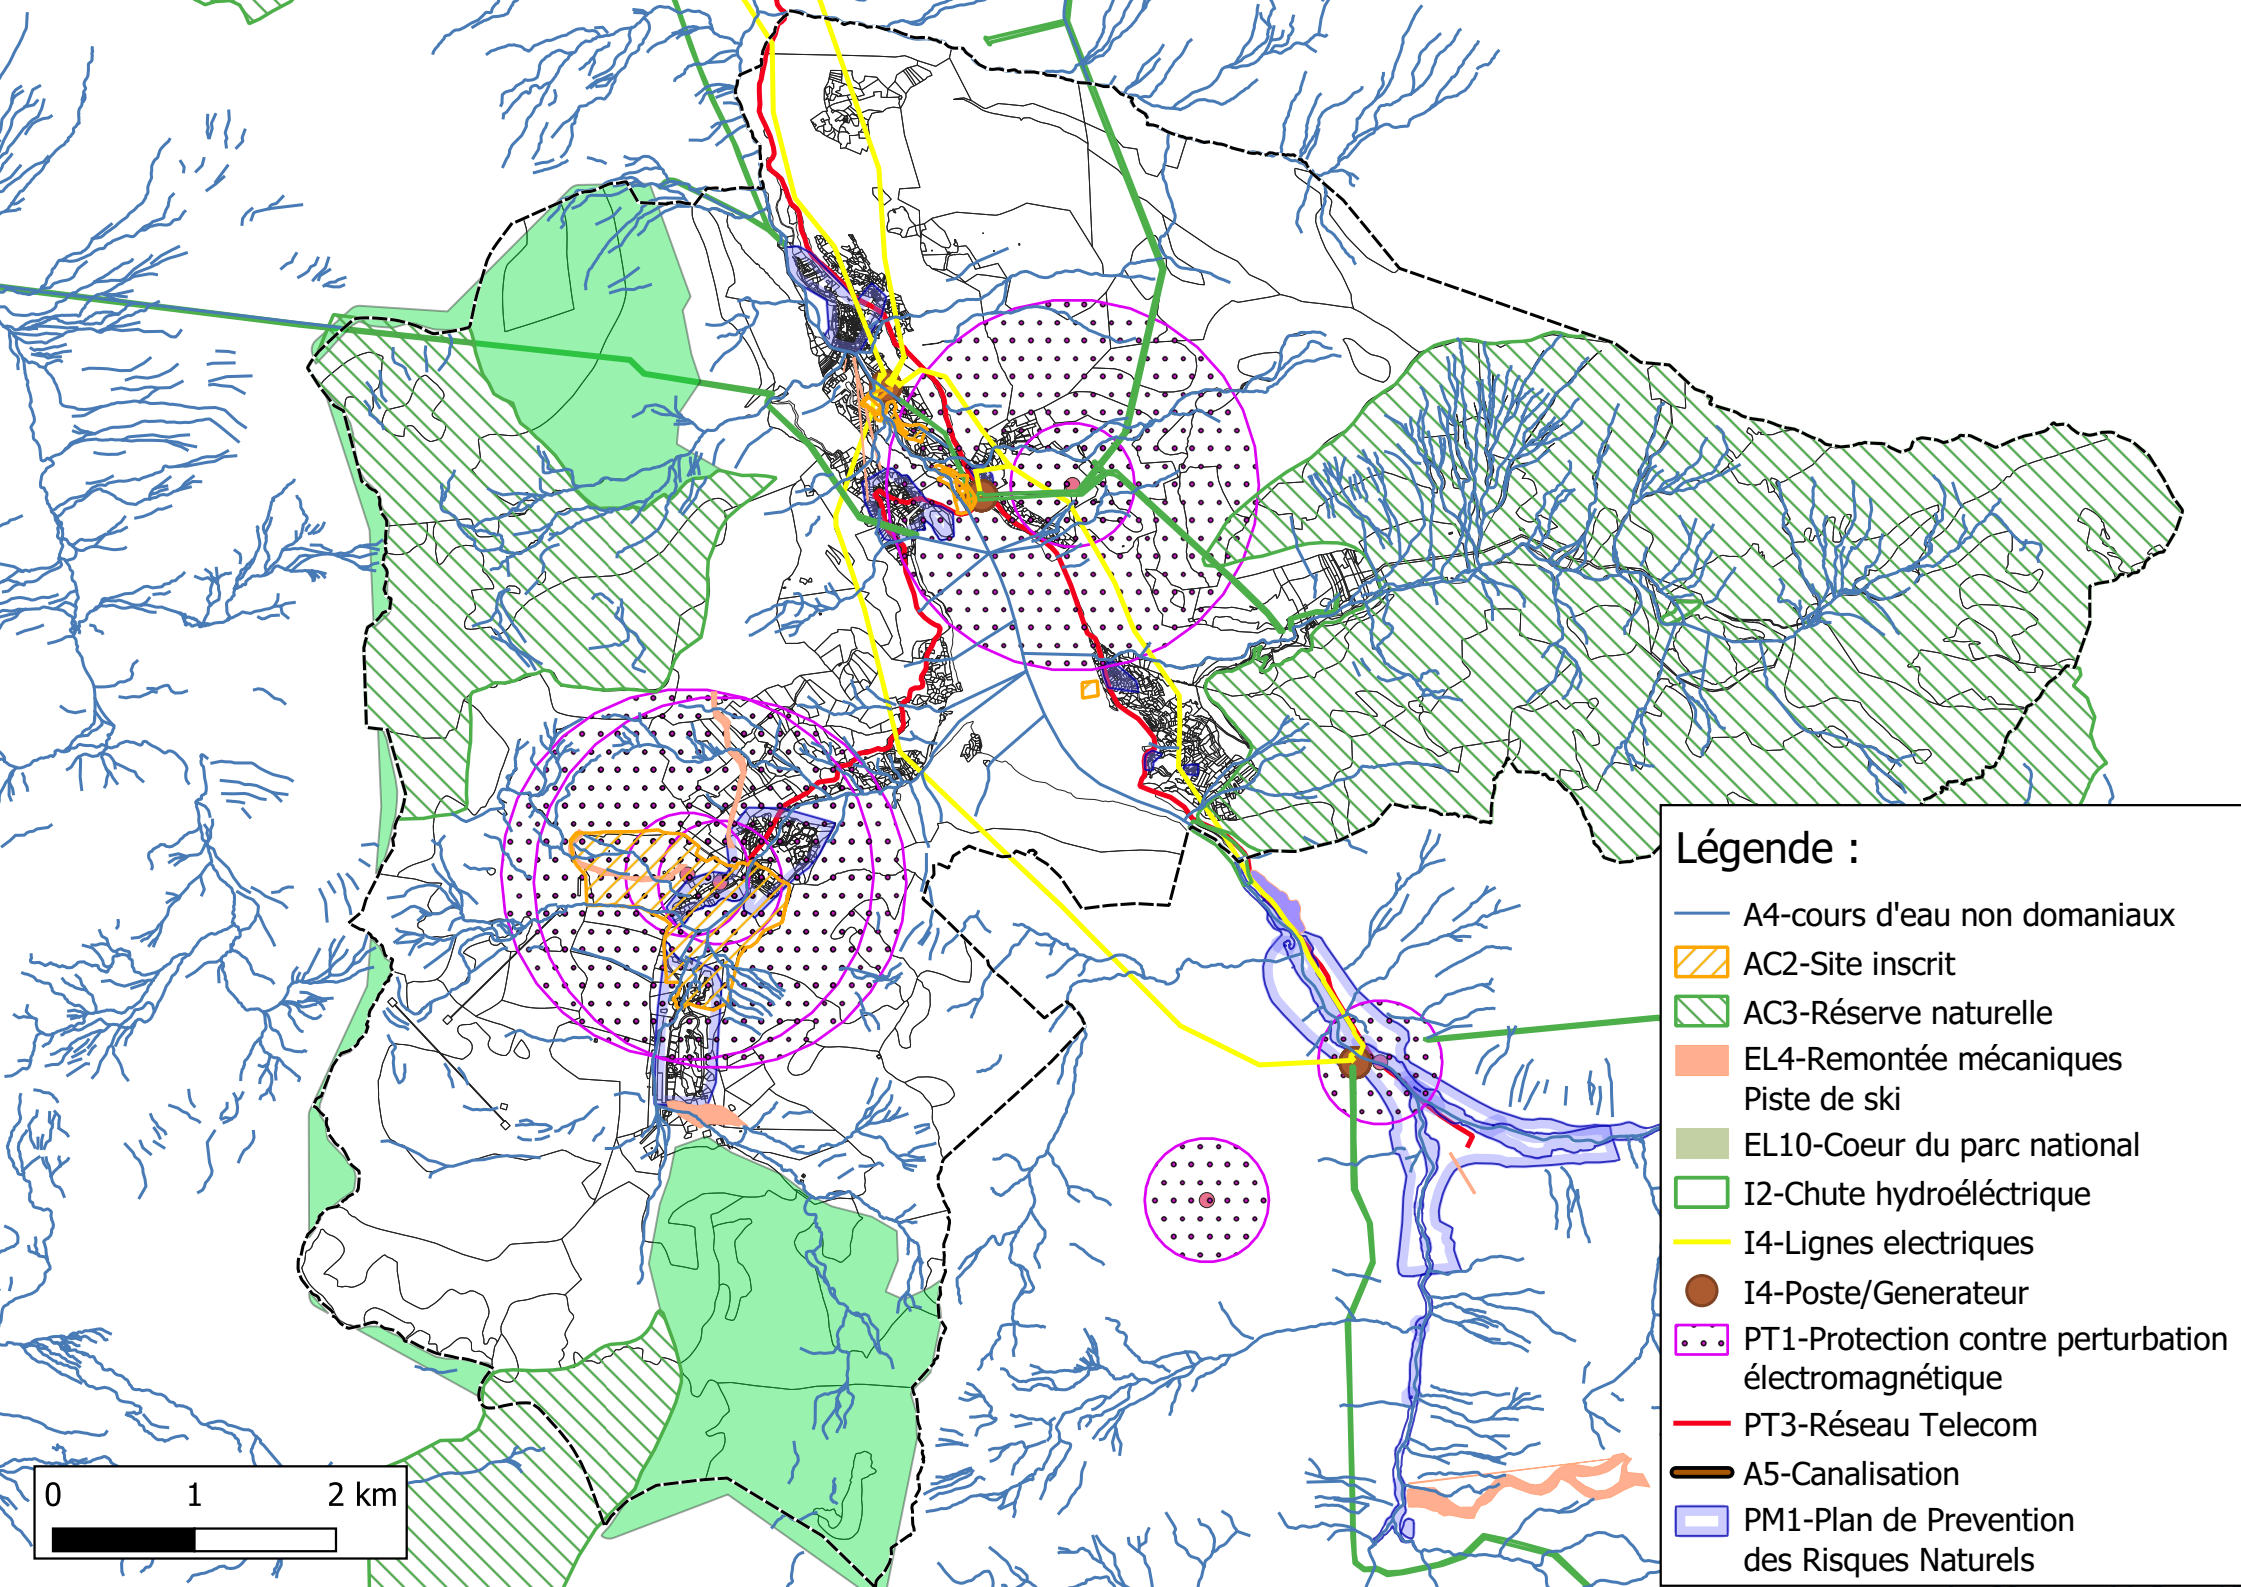 Légende :
A4-cours d'eau non domaniaux
AC2-Site inscrit
AC3-Réserve naturelle
EL4-Remontée mécaniques
Piste de ski
EL10-Coeur du parc national
I2-Chute hydroéléctrique
I4-Lignes electriques
I4-Poste/Generateur
PT1-Protection contre perturbation
électromagnétique
PT3-Réseau Telecom
A5-Canalisation
PM1-Plan de Prevention
des Risques Naturels
0 1 2 km